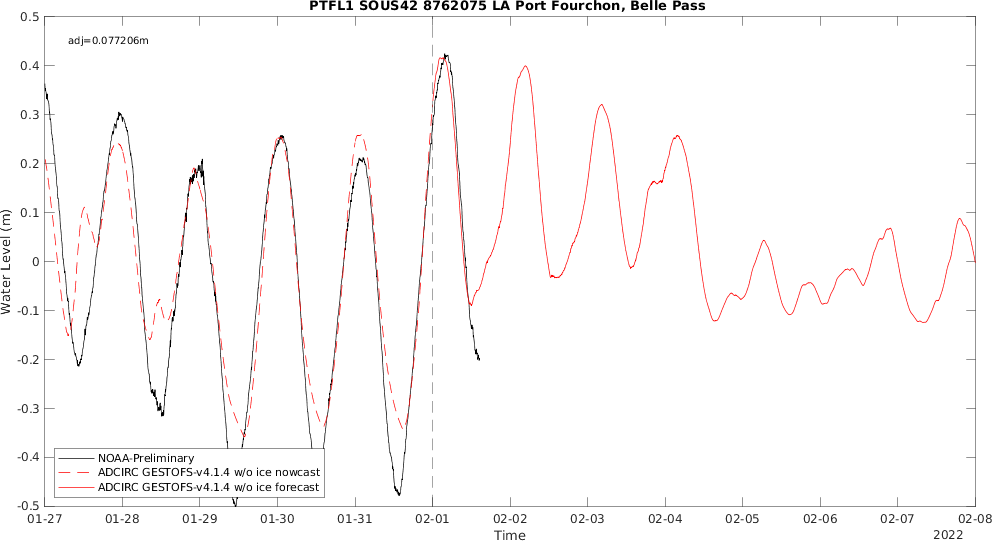 PTFL1 SOUS42 8762075 LA Port Fourchon, Belle Pass
adj=0.077206m
0.5
0.4
0.3
0.2
0.1
0
-0.1
-0.2
-0.3
-0.4
-0.5
Water Level (m)
NOAA-Preliminary
ADCIRC GESTOFS-v4.1.4 w/o ice nowcast
ADCIRC GESTOFS-v4.1.4 w/o ice forecast
01-27 01-28 01-29 01-30 01-31 02-01 02-02 02-03 02-04 02-05 02-06 02-07 02-08
Time
2022